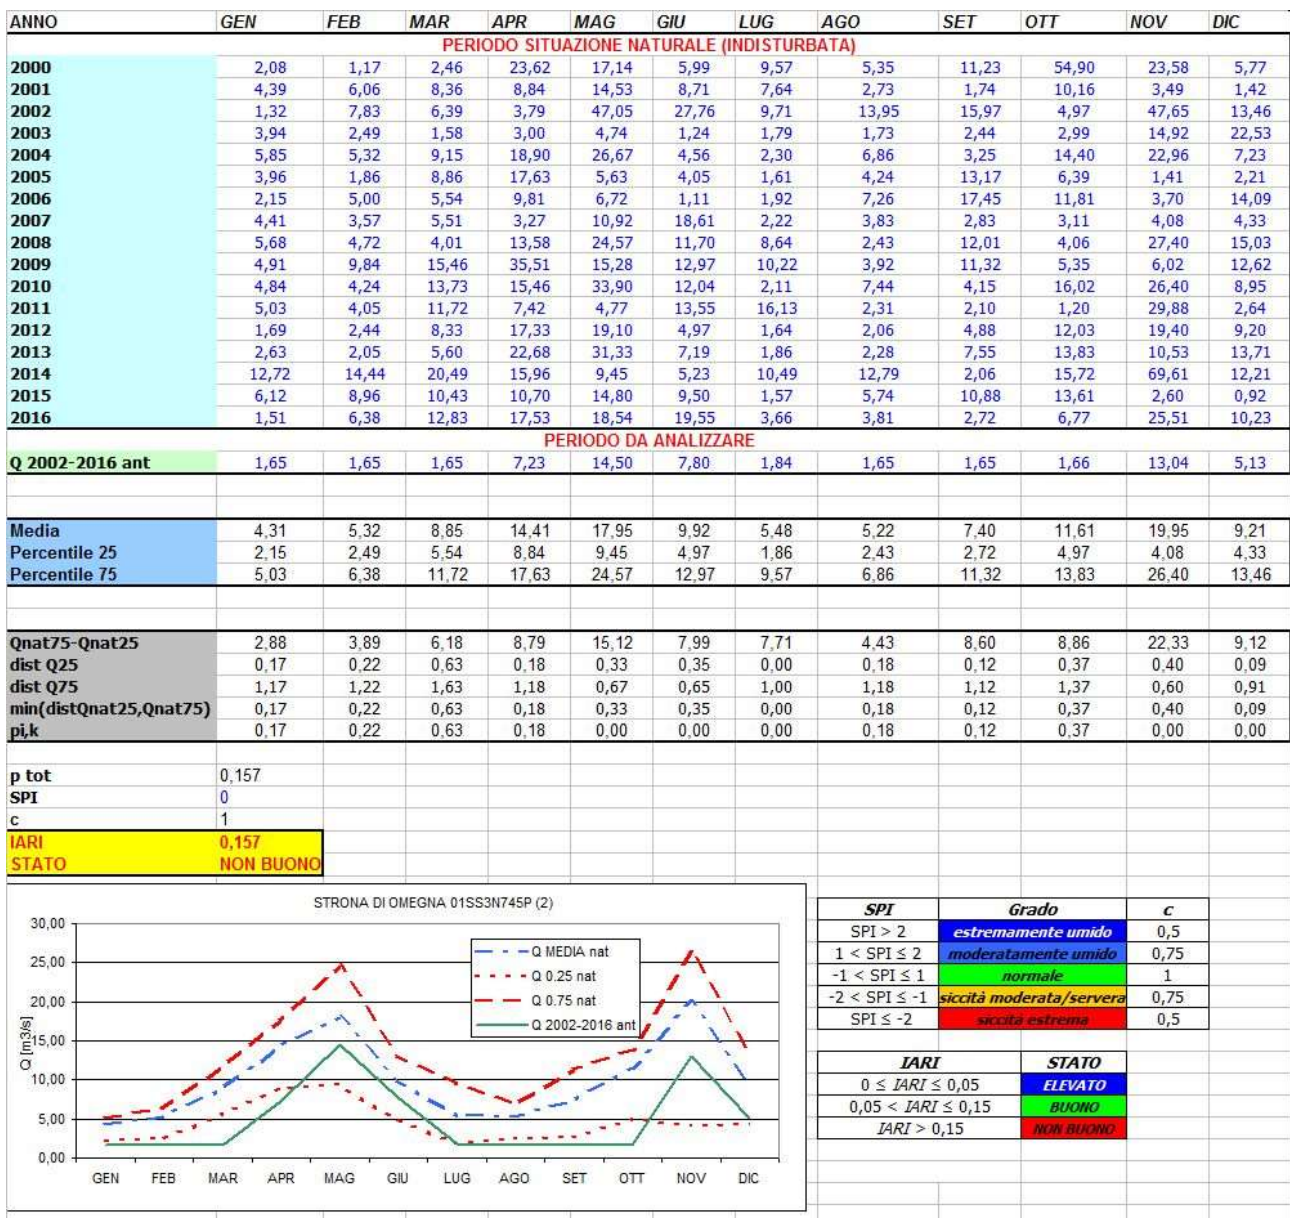 ANNO GEN FEB MAR APR MAG GIU LUG AGO SET OTT NOV DIC
PERIODO SITUAZIONE NATURALE (INDISTURBATA)
2000 2,08 1,17 2,46 23,62 17,14 5,99 9,57 5,35 11,23 54,90 23,58 5,77
2001 4,39 6,06 8,36 8,84 14,53 8,71 7,64 2,73 1,74 10,16 3,49 1,42
2002 1,32 7,83 6,39 3,79 47,05 27,76 9,71 13,95 15,97 4,97 47,65 13,46
2003 3,94 2,49 1,58 3,00 4,74 1,24 1,79 1,73 2,44 2,99 14,92 22,53
2004 5,85 5,32 9,15 18,90 26,67 4,56 2,30 6,86 3,25 14,40 22,96 7,23
2005 3,96 1,86 8,86 17,63 5,63 4,05 1,61 4,24 13,17 6,39 1,41 2,21
2006 2,15 5,00 5,54 9,81 6,72 1,11 1,92 7,26 17,45 11,81 3,70 14,09
2007 4,41 3,57 5,51 3,27 10,92 18,61 2,22 3,83 2,83 3,11 4,08 4,33
2008 5,68 4,72 4,01 13,58 24,57 11,70 8,64 2,43 12,01 4,06 27,40 15,03
2009 4,91 9,84 15,46 35,51 15,28 12,97 10,22 3,92 11,32 5,35 6,02 12,62
2010 4,84 4,24 13,73 15,46 33,90 12,04 2,11 7,44 4,15 16,02 26,40 8,95
2011 5,03 4,05 11,72 7,42 4,77 13,55 16,13 2,31 2,10 1,20 29,88 2,64
2012 1,69 2,44 8,33 17,33 19,10 4,97 1,64 2,06 4,88 12,03 19,40 9,20
2013 2,63 2,05 5,60 22,68 31,33 7,19 1,86 2,28 7,55 13,83 10,53 13,71
2014 12,72 14,44 20,49 15,96 9,45 5,23 10,49 12,79 2,06 15,72 69,61 12,21
2015 6,12 8,96 10,43 10,70 14,80 9,50 1,57 5,74 10,88 13,61 2,60 0,92
2016 1,51 6,38 12,83 17,53 18,54 19,55 3,66 3,81 2,72 6,77 25,51 10,23
PERIODO DA ANALIZZARE
Q 2002-2016 ant 1,65 1,65 1,65 7,23 14,50 7,80 1,84 1,65 1,65 1,66 13,04 5,13
Media 4,31 5,32 8,85 14,41 17,95 9,92 5,48 5,22 7,40 11,61 19,95 9,21
Percentile 25 2,15 2,49 5,54 8,84 9,45 4,97 1,86 2,43 2,72 4,97 4,08 4,33
Percentile 75 5,03 6,38 11,72 17,63 24,57 12,97 9,57 6,86 11,32 13,83 26,40 13,46
Qnat75-Qnat25 2,88 3,89 6,18 8,79 15,12 7,99 7,71 4,43 8,60 8,86 22,33 9,12
dist Q25 0,17 0,22 0,63 0,18 0,33 0,35 0,00 0,18 0,12 0,37 0,40 0,09
dist Q75 1,17 1,22 1,63 1,18 0,67 0,65 1,00 1,18 1,12 1,37 0,60 0,91
min(distQnat25,Qnat75) 0,17 0,22 0,63 0,18 0,33 0,35 0,00 0,18 0,12 0,37 0,40 0,09
pi,k 0,17 0,22 0,63 0,18 0,00 0,00 0,00 0,18 0,12 0,37 0,00 0,00
p tot 0,157
SPI 0
c 1
IARI 0,157
STATO NON BUONO
STRONA DI OMEGNA 01SS3N745P (2)
Q [m3/s]
30,00
25,00
20,00
15,00
10,00
5,00
0,00
GEN FEB MAR APR MAG GIU LUG AGO SET OTT NOV DIC
Q MEDIA nat
Q 0.25 nat
Q 0.75 nat
Q 2002-2016 ant
SPI Grado c
SPI > 2 estremamente umido 0,5
1 < SPI ≤ 2 moderatamente umido 0,75
-1 < SPI ≤ 1 normale 1
-2 < SPI ≤ -1 siccità moderata/servera 0,75
SPI ≤ -2 siccità estrema 0,5
IARI STATO
0 ≤ IARI ≤ 0,05 ELEVATO
0,05 < IARI ≤ 0,15 BUONO
IARI > 0,15 NON BUONO